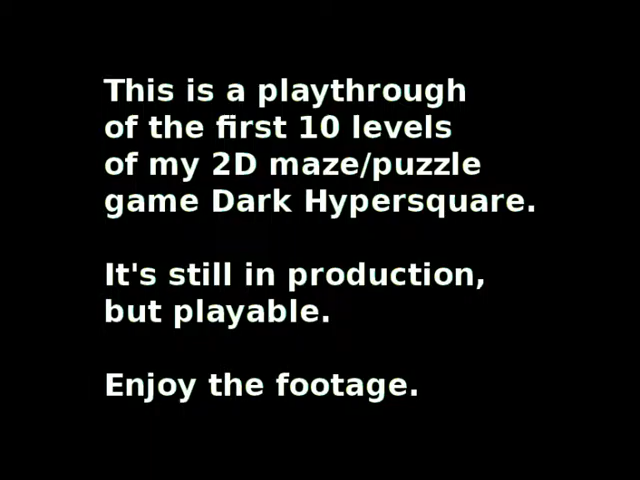 This is a playthrough
of the first 10 levels
of my 2D maze/puzzle
game Dark Hypersquare.
It's still in production,
but playable.
Enjoy the footage.